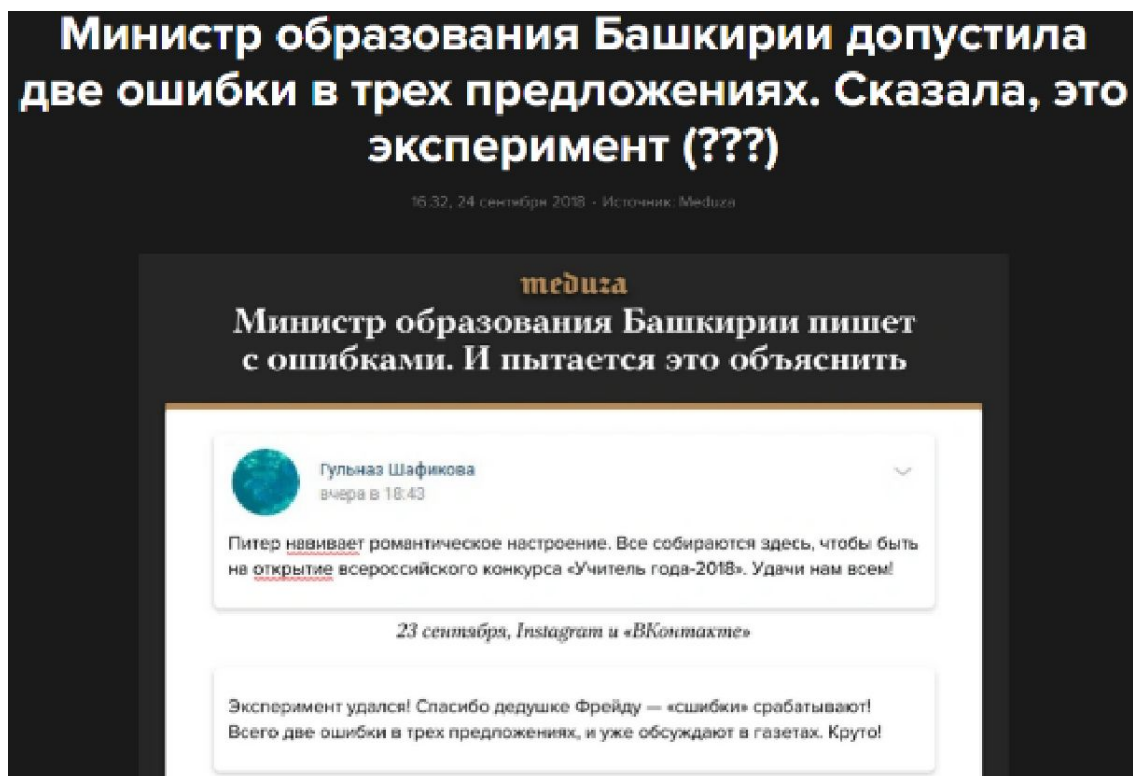 Министр образования Башкирии допустила
две ошибки в трех предложениях. Сказала, это
эксперимент (???)
16:32, 24 сентября 2018 · Источник: Meduza
meduza
Министр образования Башкирии пишет
с ошибками. И пытается это объяснить
Гульназ Шафикова
вчера в 18:43
Питер навивает романтическое настроение. Все собираются здесь, чтобы быть
на открытие всероссийского конкурса «Учитель года-2018». Удачи нам всем!
23 сентября, Instagram и «ВКонтакте»
Эксперимент удался! Спасибо дедушке Фрейду — «сшибки» срабатывают!
Всего две ошибки в трех предложениях, и уже обсуждают в газетах. Круто!